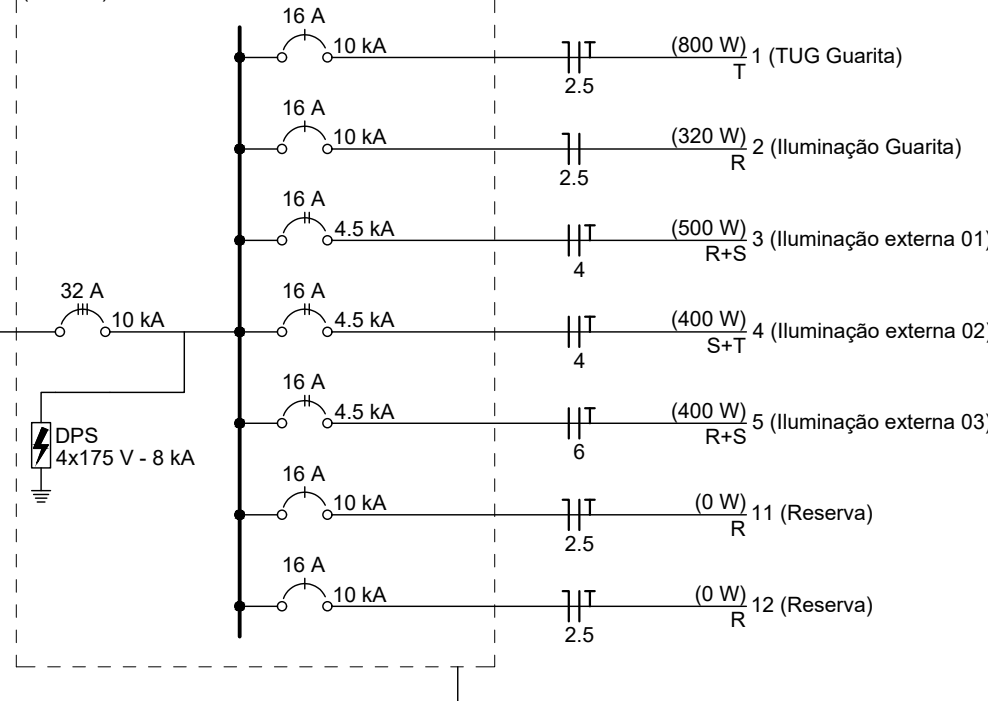 16 A
10 kA
(800 W)
1 (TUG Guarita)
T
T
2.5
16 A
10 kA
(320 W)
2 (Iluminação Guarita)
R
2.5
16 A
4.5 kA
T
(500 W)
3 (Iluminação externa 01)
R+S
4
32 A
10 kA
16 A
4.5 kA
T
(400 W)
4 (Iluminação externa 02)
S+T
4
16 A
4.5 kA
T
(400 W)
5 (Iluminação externa 03)
R+S
6
DPS
4x175 V - 8 kA
16 A
10 kA
T
(0 W)
11 (Reserva)
R
2.5
16 A
10 kA
T
(0 W)
12 (Reserva)
R
2.5